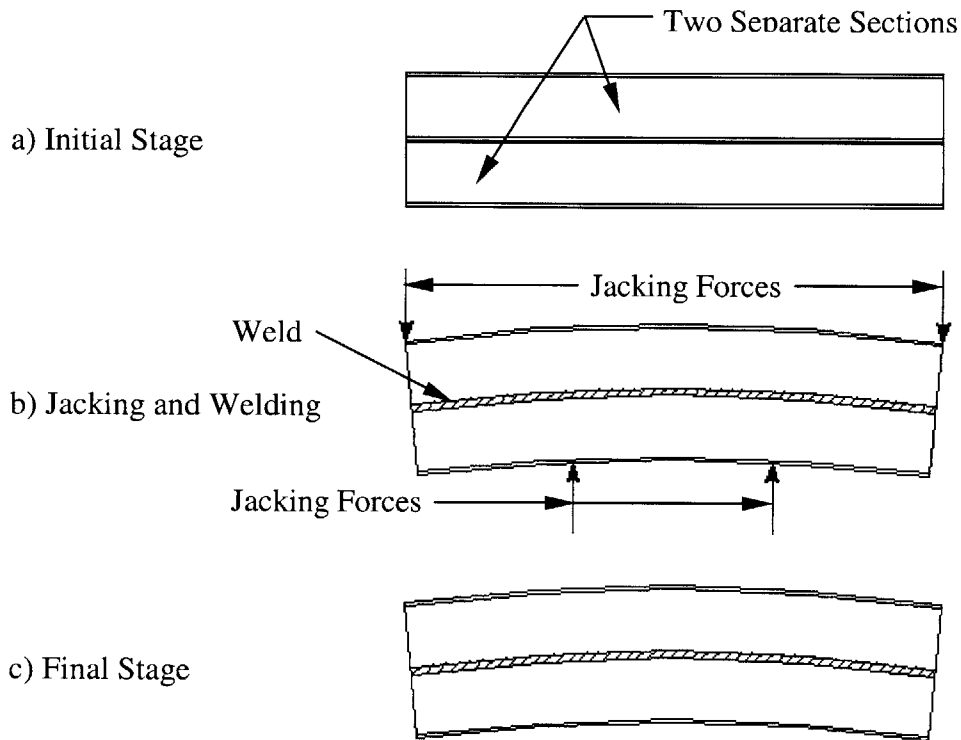 Two Separate Sections
a) Initial Stage
Jacking Forces
Weld
b) Jacking and Welding
Jacking Forces
c) Final Stage